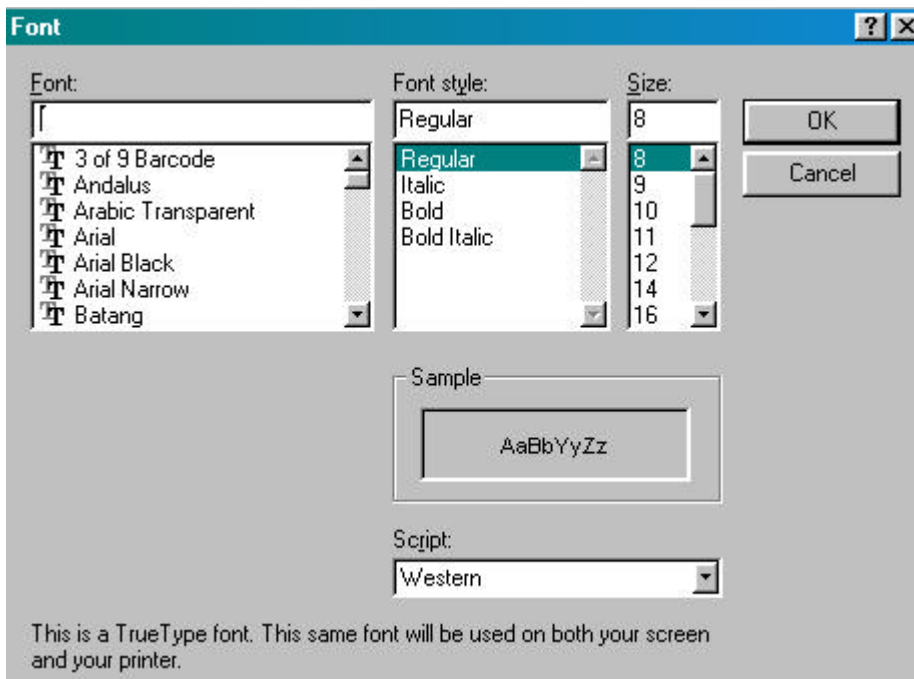 Font
Font:
Font style:
Size:
Regular
8
OK
3 of 9 Barcode
Andalus
Arabic Transparent
Arial
Arial Black
Arial Narrow
Batang
Regular
Italic
Bold
Bold Italic
8
9
10
11
12
14
16
Cancel
Sample
AaBbYyZz
Script:
Western
This is a TrueType font. This same font will be used on both your screen
and your printer.